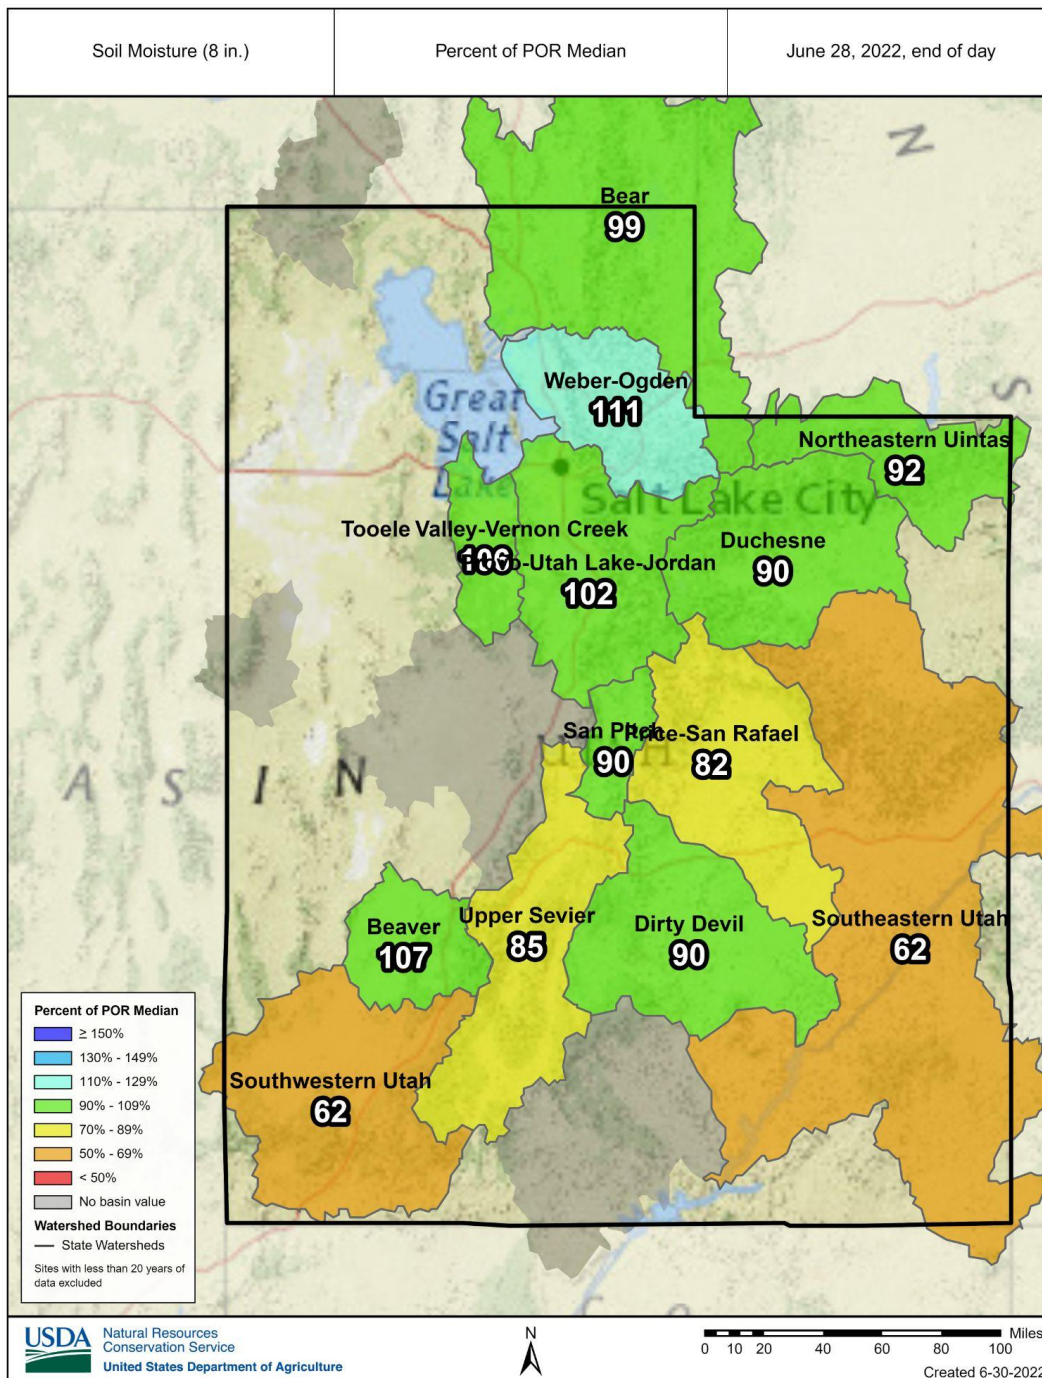 Soil Moisture (8 in.)
Percent of POR Median
June 28, 2022, end of day
N
Bear
99
S
Weber-Ogden
111
Great
Salt
Lake
Northeastern Uintas
92
Salt Lake City
Tooele Valley-Vernon Creek
106
Provo-Utah Lake-Jordan
102
Duchesne
90
San Pitch
90
Price-San Rafael
82
A S I N
Beaver
107
Upper Sevier
85
Dirty Devil
90
Southeastern Utah
62
Southwestern Utah
62
Percent of POR Median
≥ 150%
130% - 149%
110% - 129%
90% - 109%
70% - 89%
50% - 69%
< 50%
No basin value
Watershed Boundaries
State Watersheds
Sites with less than 20 years of
data excluded
C O
USDA
Natural Resources
Conservation Service
United States Department of Agriculture
N
Miles
0 10 20 40 60 80 100
Created 6-30-2022